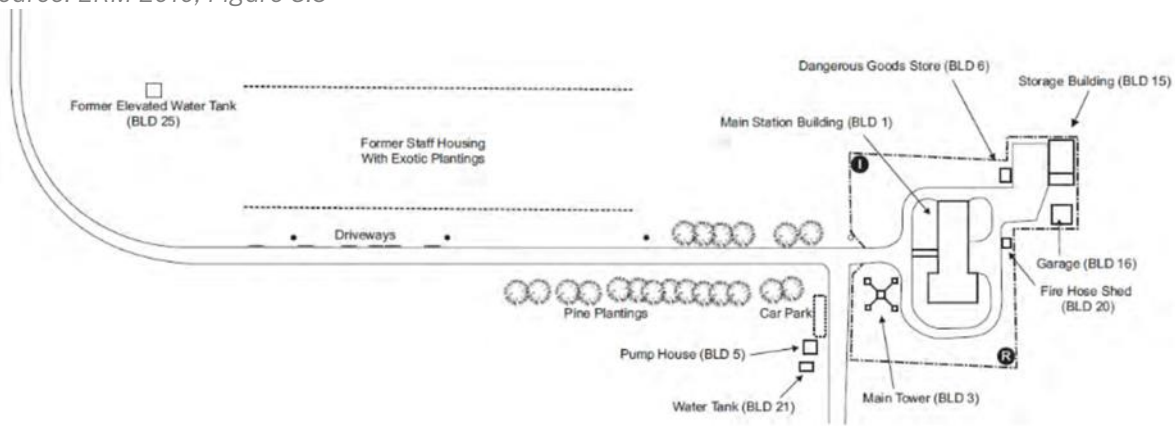 Dangerous Goods Store (BLD 6)
Storage Building (BLD 15)
Former Elevated Water Tank
(BLD 25)
Main Station Building (BLD 1)
Former Staff Housing
With Exotic Plantings
I
Driveways
Garage (BLD 16)
Fire Hose Shed
(BLD 20)
Pine Plantings
Car Park
Pump House (BLD 5)
R
Water Tank (BLD 21)
Main Tower (BLD 3)